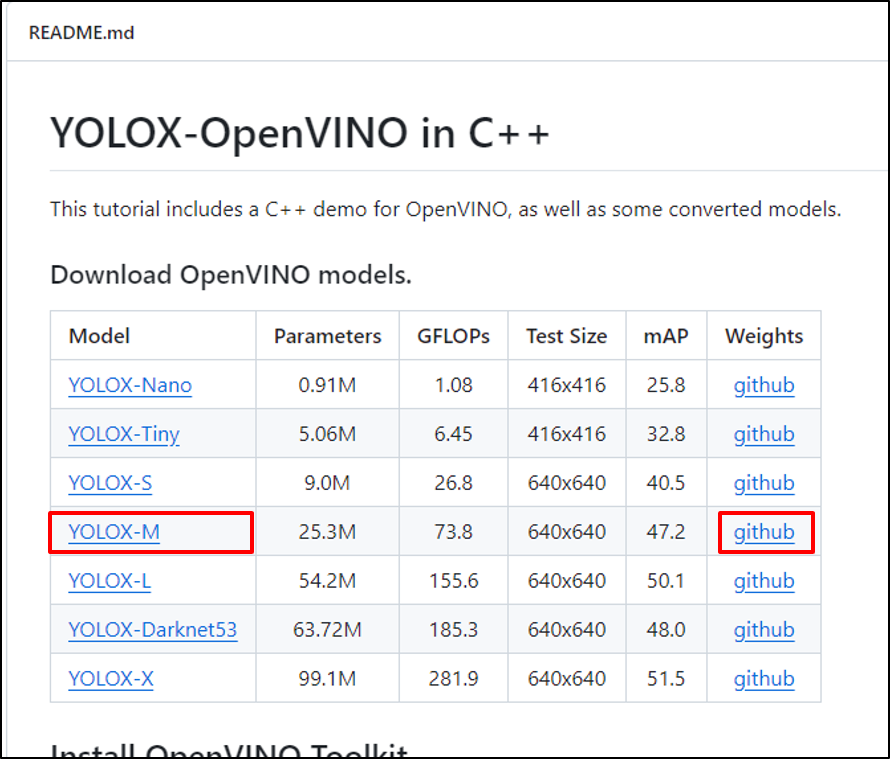 README.md
YOLOX-OpenVINO in C++
This tutorial includes a C++ demo for OpenVINO, as well as some converted models.
Download OpenVINO models.
Model Parameters GFLOPs Test Size mAP Weights
YOLOX-Nano 0.91M 1.08 416x416 25.8 github
YOLOX-Tiny 5.06M 6.45 416x416 32.8 github
YOLOX-S 9.0M 26.8 640x640 40.5 github
YOLOX-M 25.3M 73.8 640x640 47.2 github
YOLOX-L 54.2M 155.6 640x640 50.1 github
YOLOX-Darknet53 63.72M 185.3 640x640 48.0 github
YOLOX-X 99.1M 281.9 640x640 51.5 github
Install OpenVINO Toolkit